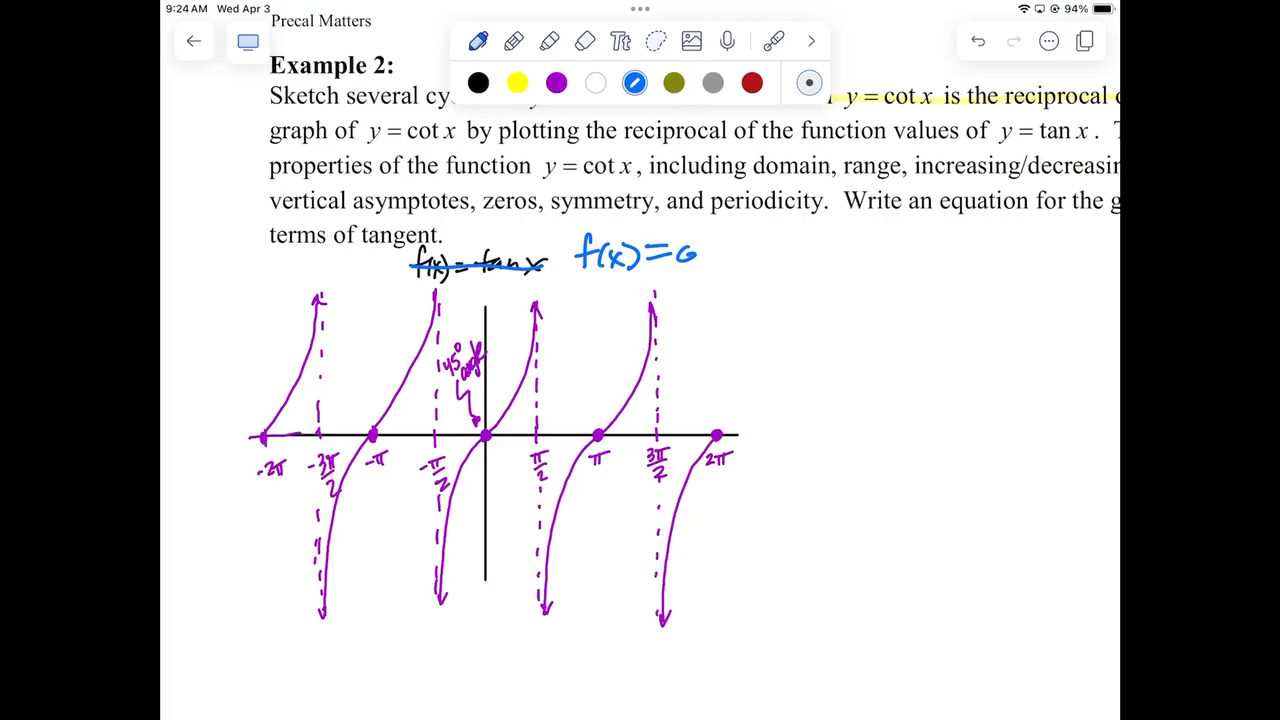 9:24 AM Wed Apr 3
94%
Precal Matters
Example 2:
Sketch several cy y = cot x is the reciprocal
graph of y = cot x by plotting the reciprocal of the function values of y = tan x.
properties of the function y = cot x, including domain, range, increasing/decreasin
vertical asymptotes, zeros, symmetry, and periodicity. Write an equation for the g
terms of tangent.
f(x) = tan x f(x) = c
45°
-2π -3π/2 -π -π/2 π/2 π 3π/2 2π